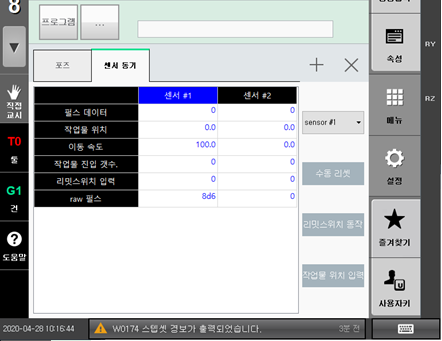 8
프로그램
...
포즈
센서 동기
센서 #1
센서 #2
펄스 데이터
0
0
작업물 위치
0.0
0.0
이동 속도
100.0
0.0
작업물 진입 갯수.
0
0
리밋스위치 입력
0
0
raw 펄스
8d6
0
sensor #1
수동 리셋
리미트스위치 동작
작업물 위치 입력
직접
교시
T0
툴
G1
건
?
도움말
속성
메뉴
설정
즐겨찾기
U
사용자키
RY
RZ
2020-04-28 10:16:44
W0174 스텝셋 경보가 출력되었습니다.
3분 전